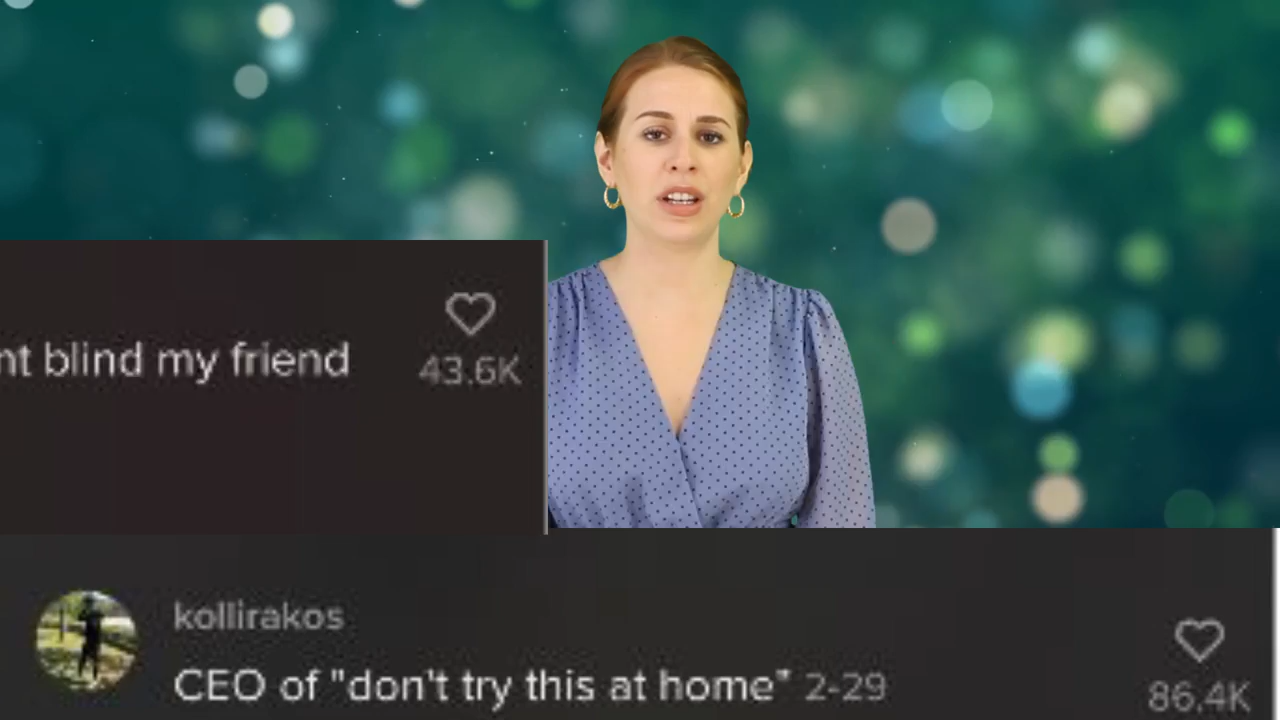 nt blind my friend
43.6K
kollirakos
CEO of "don't try this at home" 2-29
86.4K